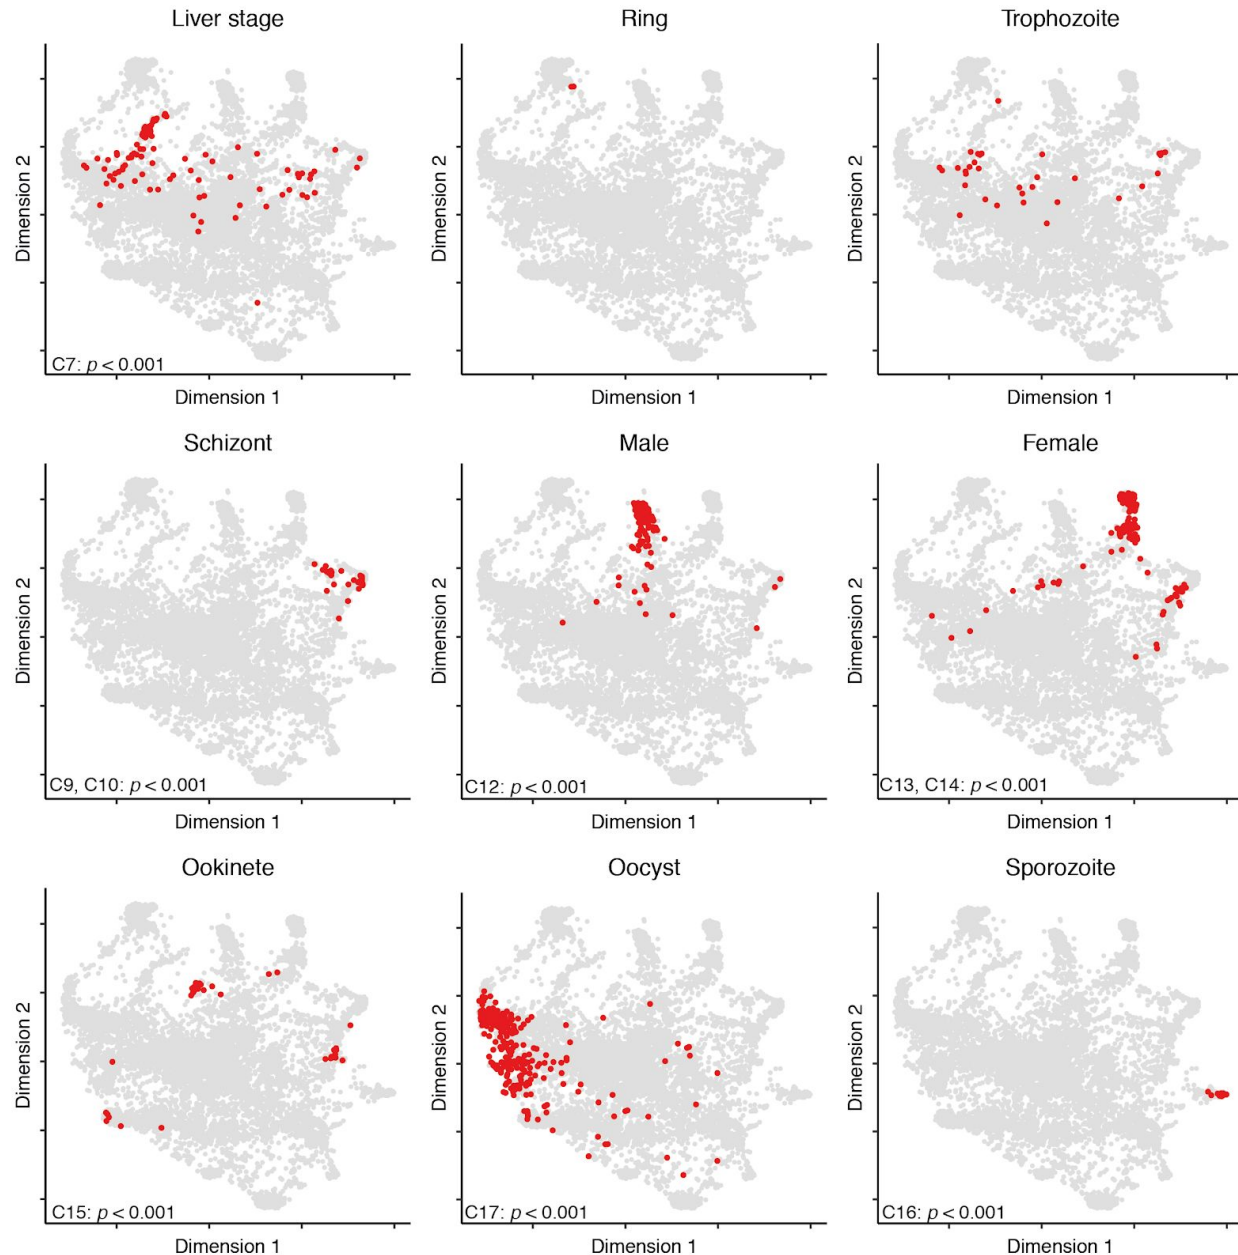 Liver stage
Ring
Trophozoite
Dimension 2
Dimension 2
Dimension 2
C7: p < 0.001
Dimension 1
Dimension 1
Dimension 1
Schizont
Male
Female
Dimension 2
Dimension 2
Dimension 2
C9, C10: p < 0.001
C12: p < 0.001
C13, C14: p < 0.001
Dimension 1
Dimension 1
Dimension 1
Ookinete
Oocyst
Sporozoite
Dimension 2
Dimension 2
Dimension 2
C15: p < 0.001
C17: p < 0.001
C16: p < 0.001
Dimension 1
Dimension 1
Dimension 1